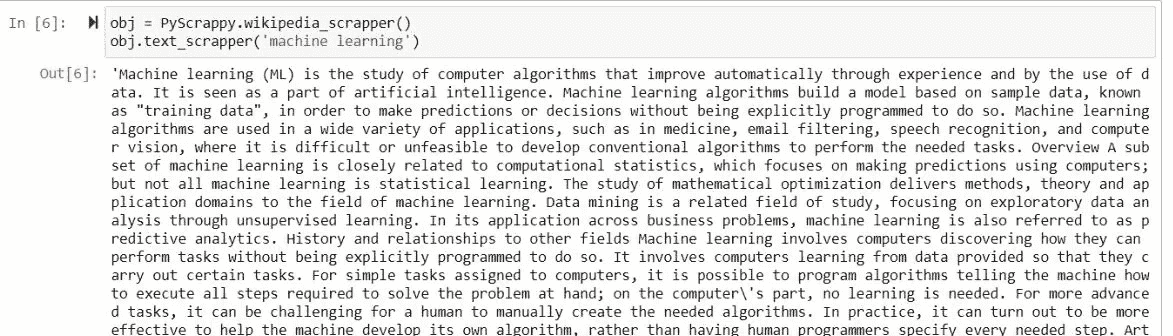 In [6]: obj = PyScrappy.wikipedia_scrapper()
obj.text_scrapper('machine learning')
Out[6]: 'Machine learning (ML) is the study of computer algorithms that improve automatically through experience and by the use of d
ata. It is seen as a part of artificial intelligence. Machine learning algorithms build a model based on sample data, known
as "training data", in order to make predictions or decisions without being explicitly programmed to do so. Machine learning
algorithms are used in a wide variety of applications, such as in medicine, email filtering, speech recognition, and compute
r vision, where it is difficult or unfeasible to develop conventional algorithms to perform the needed tasks. Overview A sub
set of machine learning is closely related to computational statistics, which focuses on making predictions using computers;
but not all machine learning is statistical learning. The study of mathematical optimization delivers methods, theory and ap
plication domains to the field of machine learning. Data mining is a related field of study, focusing on exploratory data an
alysis through unsupervised learning. In its application across business problems, machine learning is also referred to as p
redictive analytics. History and relationships to other fields Machine learning involves computers discovering how they can
perform tasks without being explicitly programmed to do so. It involves computers learning from data provided so that they c
arry out certain tasks. For simple tasks assigned to computers, it is possible to program algorithms telling the machine how
to execute all steps required to solve the problem at hand; on the computer\'s part, no learning is needed. For more advance
d tasks, it can be challenging for a human to manually create the needed algorithms. In practice, it can turn out to be more
effective to help the machine develop its own algorithm, rather than having human programmers specify every needed step. Art